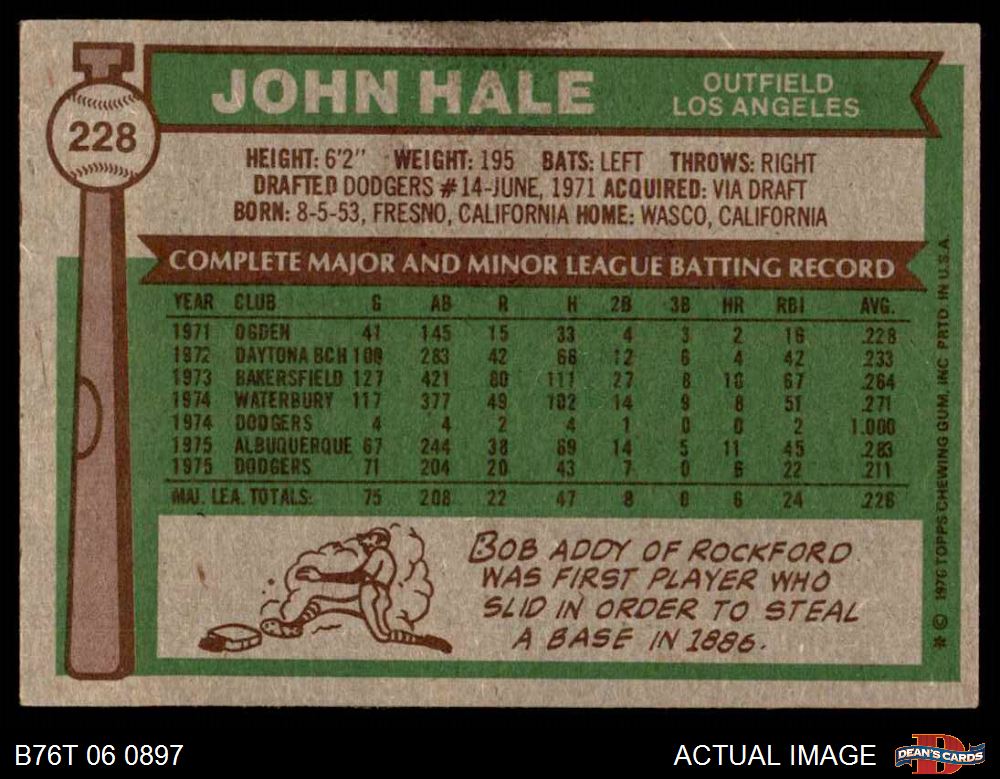 JOHN HALE
OUTFIELD
LOS ANGELES
228
HEIGHT: 6'2" WEIGHT: 195 BATS: LEFT THROWS: RIGHT
DRAFTED DODGERS #14-JUNE, 1971 ACQUIRED: VIA DRAFT
BORN: 8-5-53, FRESNO, CALIFORNIA HOME: WASCO, CALIFORNIA
COMPLETE MAJOR AND MINOR LEAGUE BATTING RECORD
YEAR CLUB G AB R H 2B 3B HR RBI AVG.
1971 OGDEN 41 145 15 33 4 3 2 16 .228
1972 DAYTONA BCH 100 283 42 66 12 6 4 42 .233
1973 BAKERSFIELD 127 421 80 111 27 8 10 67 .264
1974 WATERBURY 117 377 49 102 14 9 8 51 .271
1974 DODGERS 4 4 2 4 1 0 0 2 1.000
1975 ALBUQUERQUE 67 244 38 69 14 5 11 45 .283
1975 DODGERS 71 204 20 43 7 0 6 22 .211
MAJ. LEA. TOTALS: 75 208 22 47 8 0 6 24 .226
BOB ADDY OF ROCKFORD
WAS FIRST PLAYER WHO
SLID IN ORDER TO STEAL
A BASE IN 1886.
* © 1976 TOPPS CHEWING GUM, INC. PRTD. IN U.S.A.
B76T 06 0897
ACTUAL IMAGE
D
DEAN'S CARDS